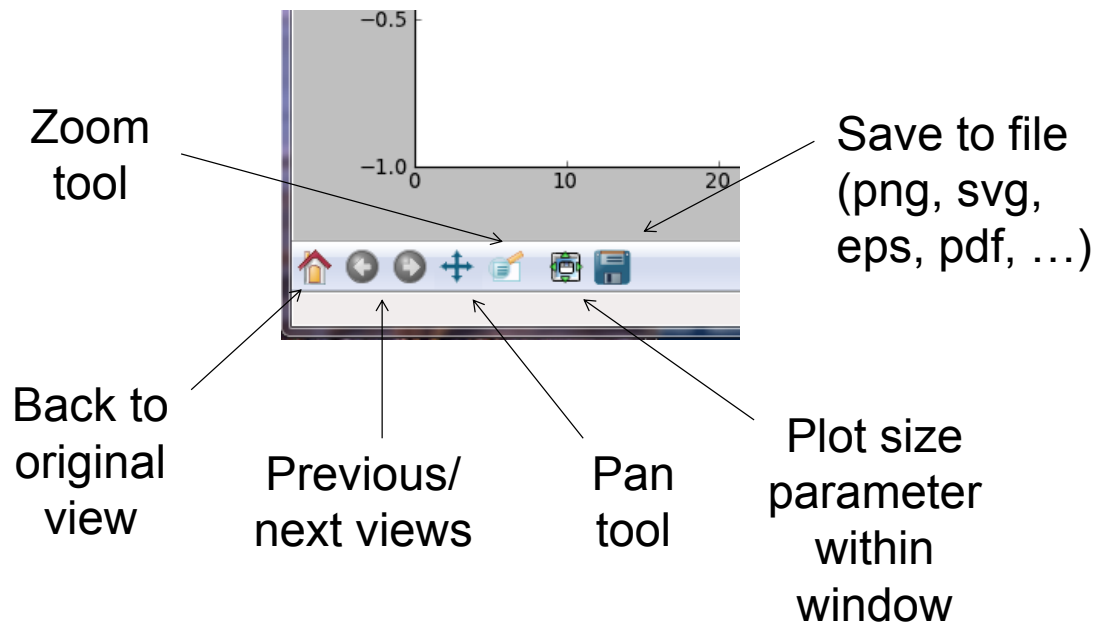 −0.5
−1.0
0
10
20
Zoom
tool
Save to file
(png, svg,
eps, pdf, …)
Back to
original
view
Previous/
next views
Pan
tool
Plot size
parameter
within
window